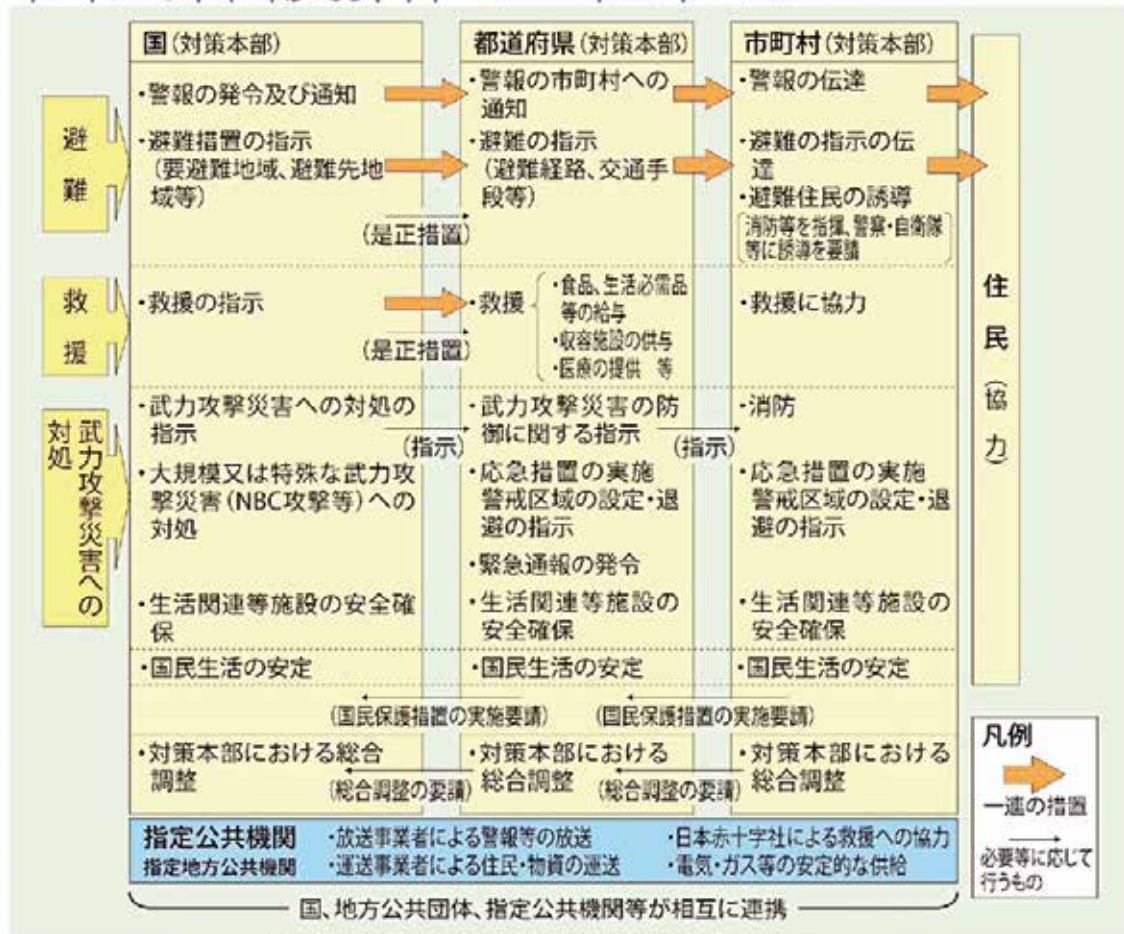 国(対策本部)
都道府県(対策本部)
市町村(対策本部)
避難
・警報の発令及び通知
・警報の市町村への
通知
・警報の伝達
・避難措置の指示
(要避難地域、避難先地
域等)
・避難の指示
(避難経路、交通手
段等)
・避難の指示の伝
達
・避難住民の誘導
消防等を指揮、警察・自衛隊
等に誘導を要請
(是正措置)
救援
・救援の指示
・救援
・食品、生活必需品
等の給与
・収容施設の供与
・医療の提供 等
・救援に協力
(是正措置)
武力攻撃災害への
対処
・武力攻撃災害への対処の
指示
(指示)
・武力攻撃災害の防
御に関する指示
(指示)
・消防
・大規模又は特殊な武力攻
撃災害(NBC攻撃等)への
対処
・応急措置の実施
警戒区域の設定・退
避の指示
・応急措置の実施
警戒区域の設定・退
避の指示
・緊急通報の発令
・生活関連等施設の安全確
保
・生活関連等施設の
安全確保
・生活関連等施設の
安全確保
・国民生活の安定
・国民生活の安定
・国民生活の安定
(国民保護措置の実施要請)
(国民保護措置の実施要請)
・対策本部における総合
調整
・対策本部における
総合調整
・対策本部における
総合調整
(総合調整の要請)
(総合調整の要請)
住民(協力)
凡例
一連の措置
必要等に応じて
行うもの
指定公共機関
・放送事業者による警報等の放送
・日本赤十字社による救援への協力
指定地方公共機関
・運送事業者による住民・物資の運送
・電気・ガス等の安定的な供給
国、地方公共団体、指定公共機関等が相互に連携